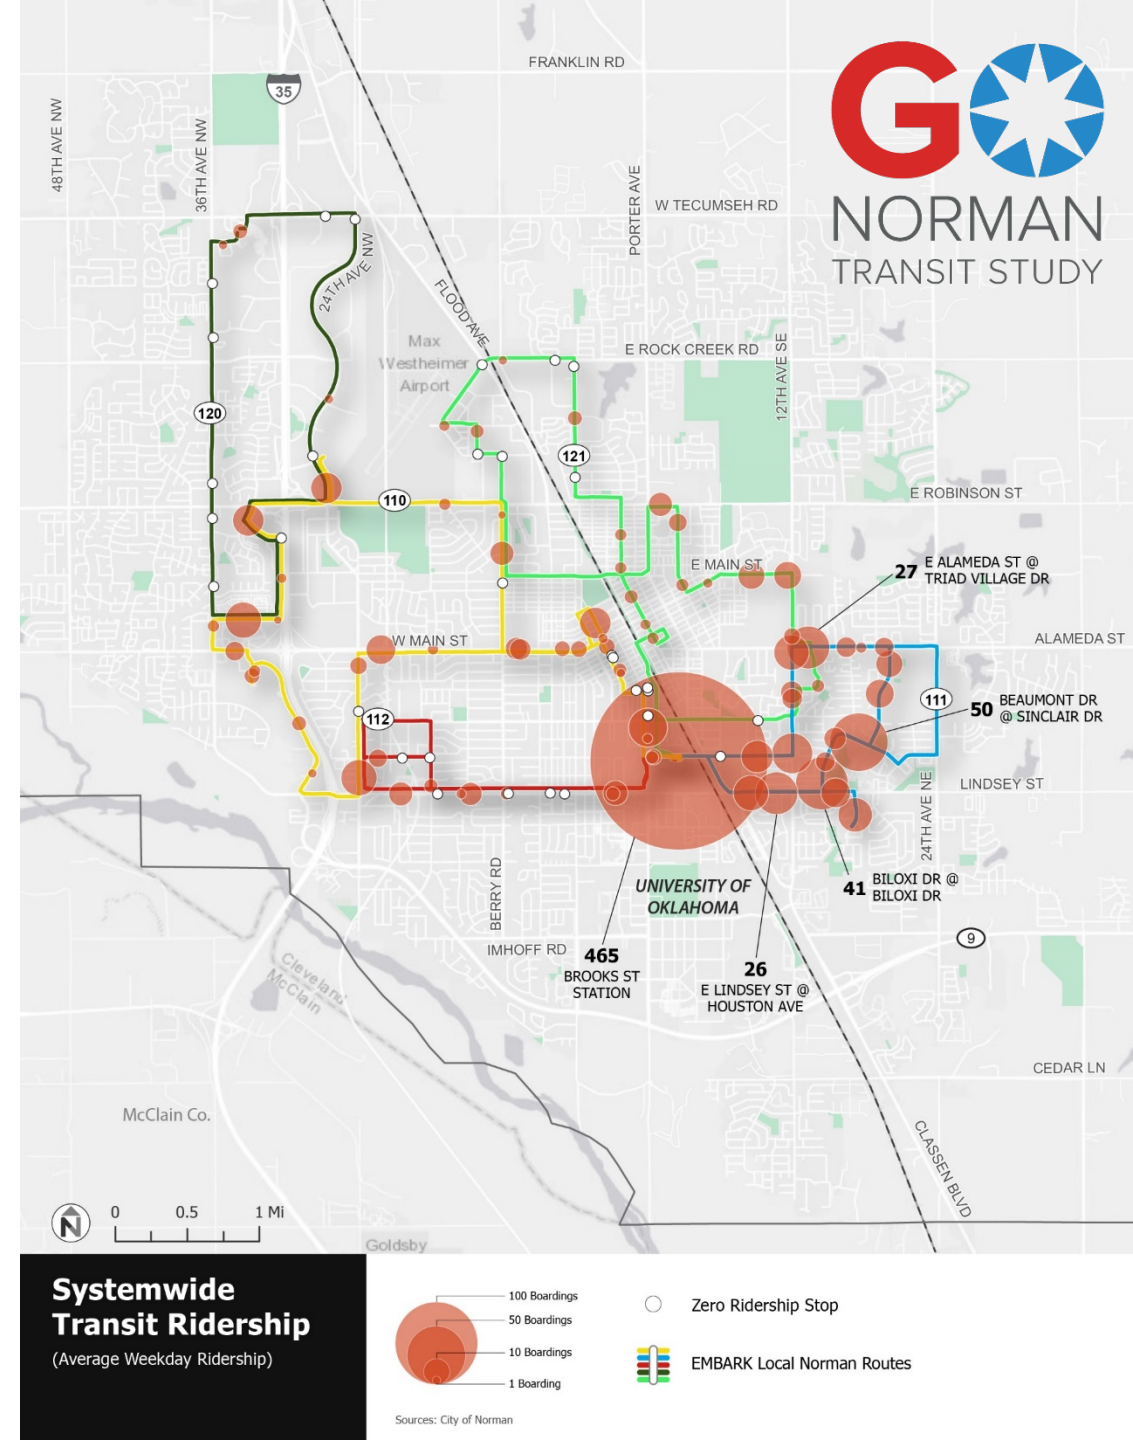 FRANKLIN RD
35
48TH AVE NW
36TH AVE NW
GO
NORMAN
TRANSIT STUDY
PORTER AVE
W TECUMSEH RD
24TH AVE NW
FLOOD AVE
Max
Westheimer
Airport
E ROCK CREEK RD
12TH AVE SE
120
121
110
E ROBINSON ST
E MAIN ST
27
E ALAMEDA ST @
TRIAD VILLAGE DR
W MAIN ST
ALAMEDA ST
112
111
50
BEAUMONT DR
@ SINCLAIR DR
LINDSEY ST
24TH AVE NE
BERRY RD
UNIVERSITY OF
OKLAHOMA
41
BILOXI DR @
BILOXI DR
IMHOFF RD
465
BROOKS ST
STATION
26
E LINDSEY ST @
HOUSTON AVE
9
Cleveland
McClain
CEDAR LN
McClain Co.
CLASSEN BLVD
N
0 0.5 1 Mi
Goldsby
Systemwide
Transit Ridership
(Average Weekday Ridership)
100 Boardings
50 Boardings
10 Boardings
1 Boarding
Sources: City of Norman
Zero Ridership Stop
EMBARK Local Norman Routes